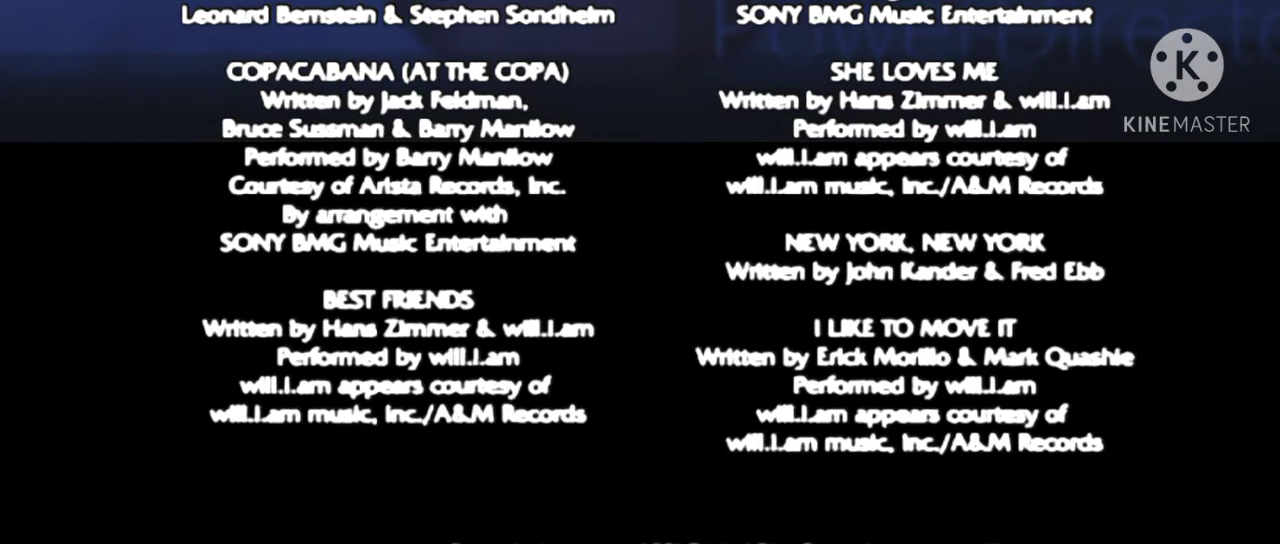 Leonard Bernstein & Stephen Sondheim
COPACABANA (AT THE COPA)
Written by Jack Feldman,
Bruce Sussman & Barry Manilow
Performed by Barry Manilow
Courtesy of Arista Records, Inc.
By arrangement with
SONY BMG Music Entertainment
BEST FRIENDS
Written by Hans Zimmer & will.i.am
Performed by will.i.am
will.i.am appears courtesy of
will.i.am music, Inc./A&M Records
SONY BMG Music Entertainment
SHE LOVES ME
Written by Hans Zimmer & will.i.am
Performed by will.i.am
will.i.am appears courtesy of
will.i.am music, Inc./A&M Records
NEW YORK, NEW YORK
Written by John Kander & Fred Ebb
I LIKE TO MOVE IT
Written by Erick Morillo & Mark Quashie
Performed by will.i.am
will.i.am appears courtesy of
will.i.am music, Inc./A&M Records
K
KINEMASTER